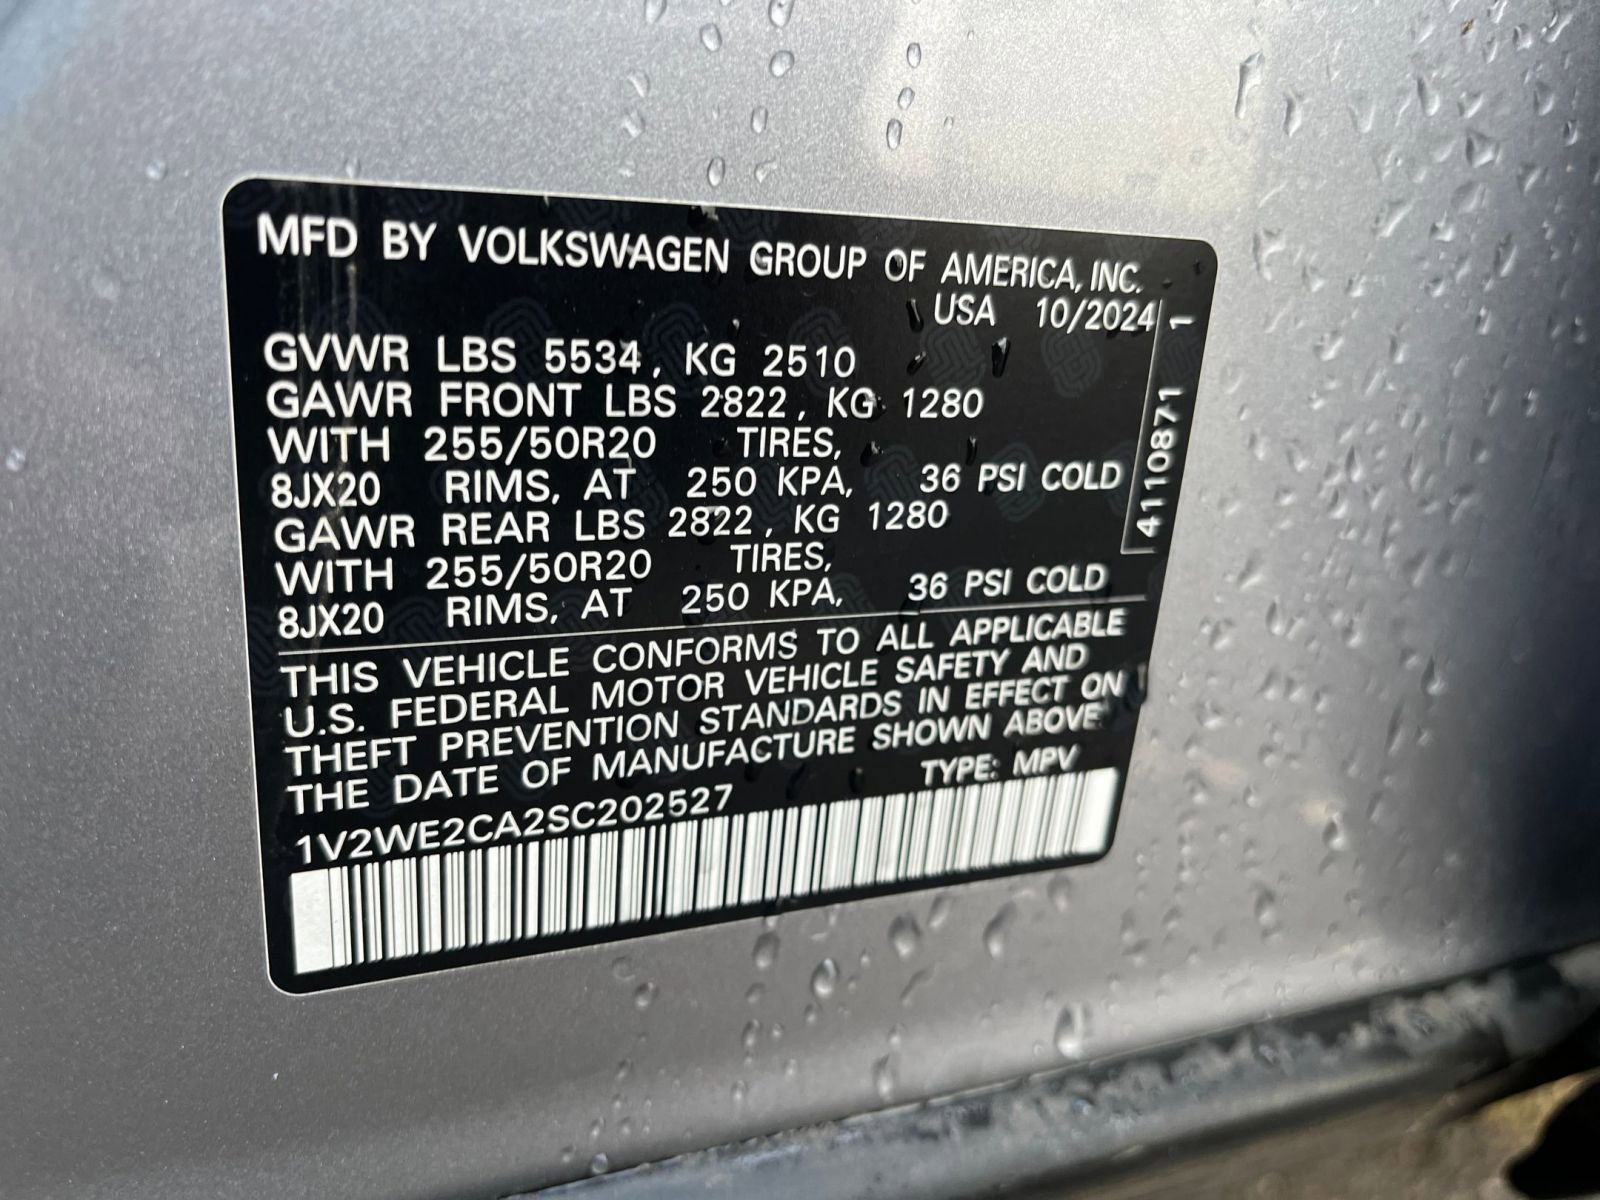 MFD BY VOLKSWAGEN GROUP OF AMERICA, INC.
USA 10/2024
GVWR LBS 5534, KG 2510
GAWR FRONT LBS 2822, KG 1280
WITH 255/50R20 TIRES,
8JX20 RIMS, AT 250 KPA, 36 PSI COLD
GAWR REAR LBS 2822, KG 1280
WITH 255/50R20 TIRES,
8JX20 RIMS, AT 250 KPA, 36 PSI COLD
THIS VEHICLE CONFORMS TO ALL APPLICABLE
U.S. FEDERAL MOTOR VEHICLE SAFETY AND
THEFT PREVENTION STANDARDS IN EFFECT ON
THE DATE OF MANUFACTURE SHOWN ABOVE
TYPE: MPV
1V2WE2CA2SC202527
4110871 1